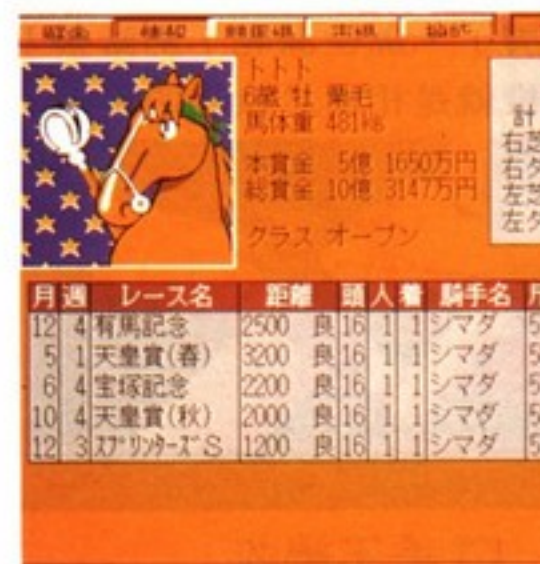 トトト
6歳 牡 栗毛
馬体重 481kg
本賞金 5億 1650万円
総賞金 10億 3147万円
クラス オープン
計
右芝
右ダ
左芝
左ダ
月 週 レース名 距離 頭 人 着 騎手名 斤
12 4 有馬記念 2500 良 16 1 1 シマダ 5
5 1 天皇賞(春) 3200 良 16 1 1 シマダ 5
6 4 宝塚記念 2200 良 16 1 1 シマダ 5
10 4 天皇賞(秋) 2000 良 16 1 1 シマダ 5
12 3 スプリンターズS 1200 良 16 1 1 シマダ 5